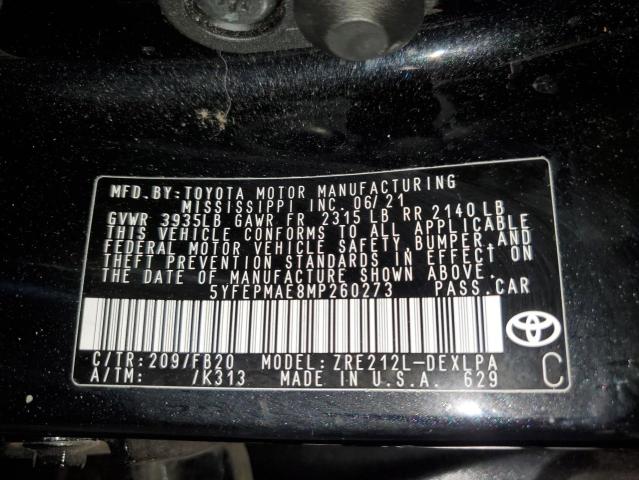 MFD. BY: TOYOTA MOTOR MANUFACTURING
MISSISSIPPI INC. 06/21
GVWR 3935LB GAWR FR 2315 LB RR 2140 LB
THIS VEHICLE CONFORMS TO ALL APPLICABLE
FEDERAL MOTOR VEHICLE SAFETY, BUMPER, AND
THEFT PREVENTION STANDARDS IN EFFECT ON
THE DATE OF MANUFACTURE SHOWN ABOVE.
5YFEPMAE8MP260273 PASS. CAR
C/TR: 209/FB20 MODEL: ZRE212L-DEXLPA
A/TM: /K313 MADE IN U.S.A. 629 C